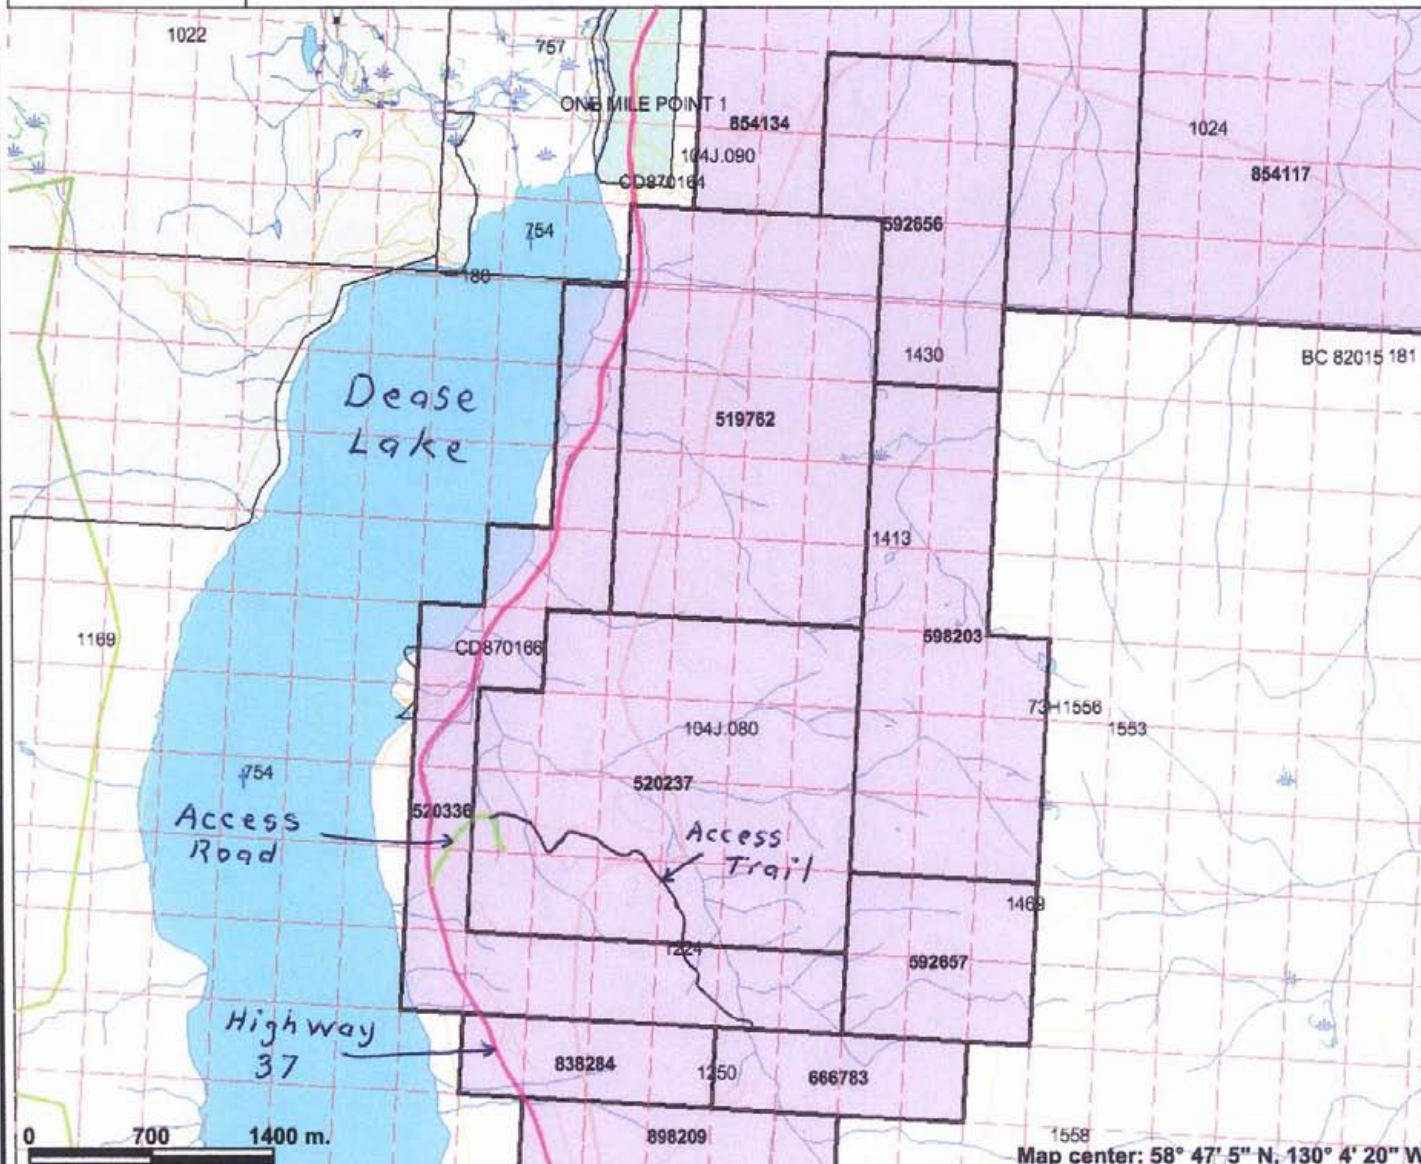 1022
757
ONE MILE POINT 1
854134
1024
104J.090
854117
CD870164
592656
754
188
1430
BC 82015 181
Dease
Lake
519762
1413
1169
598203
CD870166
73H1556
1553
104J.080
754
520237
520336
Access
Road
Access
Trail
1469
1224
592657
Highway
37
838284
1250
666783
0 700 1400 m.
898209
1558
Map center: 58° 47' 5" N, 130° 4' 20" W